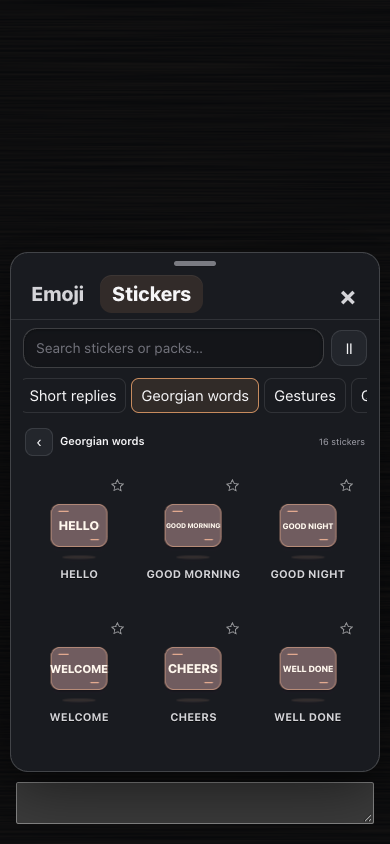 Emoji Stickers ×
Search stickers or packs...
Short replies Georgian words Gestures
‹ Georgian words 16 stickers
HELLO GOOD MORNING GOOD NIGHT
HELLO GOOD MORNING GOOD NIGHT
WELCOME CHEERS WELL DONE
WELCOME CHEERS WELL DONE